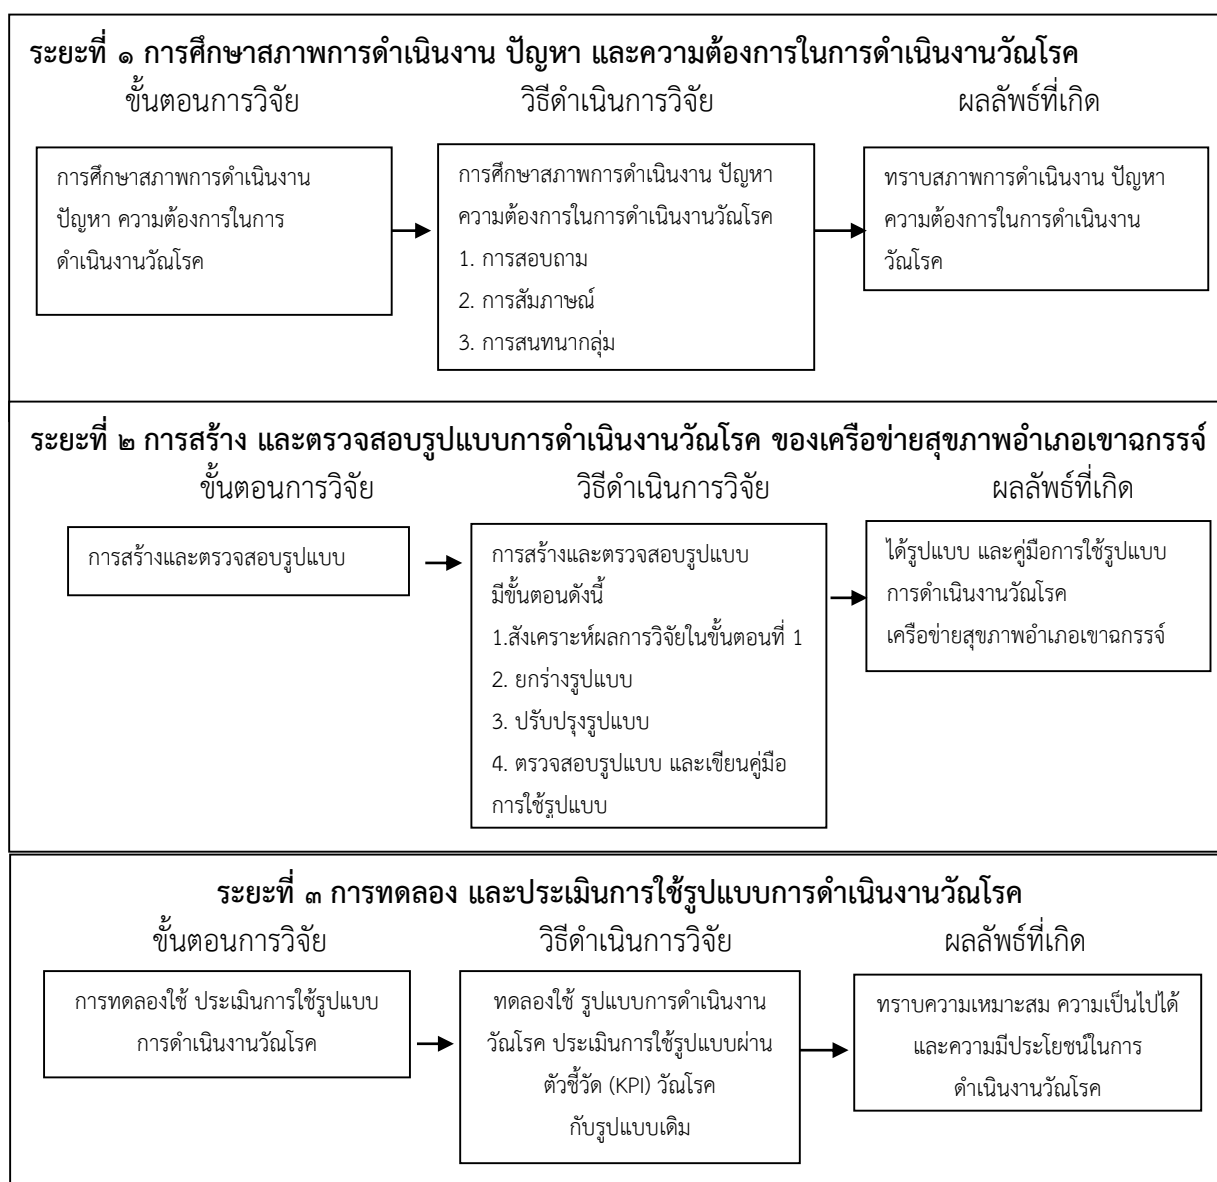 ระยะที่ ๑ การศึกษาสภาพการดำเนินงาน ปัญหา และความต้องการในการดำเนินงานวัณโรค
ขั้นตอนการวิจัย
วิธีดำเนินการวิจัย
ผลลัพธ์ที่เกิด
การศึกษาสภาพการดำเนินงาน
ปัญหา ความต้องการในการ
ดำเนินงานวัณโรค
การศึกษาสภาพการดำเนินงาน ปัญหา
ความต้องการในการดำเนินงานวัณโรค
1. การสอบถาม
2. การสัมภาษณ์
3. การสนทนากลุ่ม
ทราบสภาพการดำเนินงาน ปัญหา
ความต้องการในการดำเนินงาน
วัณโรค
ระยะที่ ๒ การสร้าง และตรวจสอบรูปแบบการดำเนินงานวัณโรค ของเครือข่ายสุขภาพอำเภอเขาฉกรรจ์
ขั้นตอนการวิจัย
วิธีดำเนินการวิจัย
ผลลัพธ์ที่เกิด
การสร้างและตรวจสอบรูปแบบ
การสร้างและตรวจสอบรูปแบบ
มีขั้นตอนดังนี้
1.สังเคราะห์ผลการวิจัยในขั้นตอนที่ 1
2. ยกร่างรูปแบบ
3. ปรับปรุงรูปแบบ
4. ตรวจสอบรูปแบบ และเขียนคู่มือ
การใช้รูปแบบ
ได้รูปแบบ และคู่มือการใช้รูปแบบ
การดำเนินงานวัณโรค
เครือข่ายสุขภาพอำเภอเขาฉกรรจ์
ระยะที่ ๓ การทดลอง และประเมินการใช้รูปแบบการดำเนินงานวัณโรค
ขั้นตอนการวิจัย
วิธีดำเนินการวิจัย
ผลลัพธ์ที่เกิด
การทดลองใช้ ประเมินการใช้รูปแบบ
การดำเนินงานวัณโรค
ทดลองใช้ รูปแบบการดำเนินงาน
วัณโรค ประเมินการใช้รูปแบบผ่าน
ตัวชี้วัด (KPI) วัณโรค
กับรูปแบบเดิม
ทราบความเหมาะสม ความเป็นไปได้
และความมีประโยชน์ในการ
ดำเนินงานวัณโรค